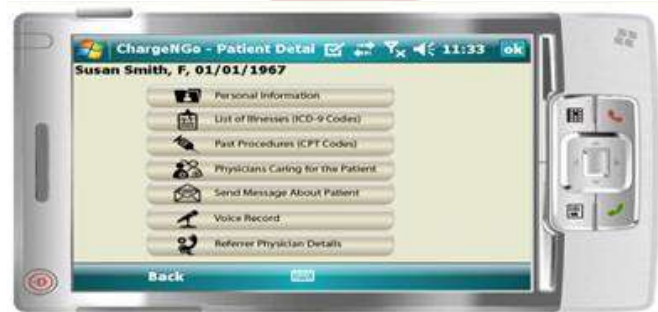 ChargeNGo - Patient Detai 11:33 ok
Susan Smith, F, 01/01/1967
Personal Information
List of Illnesses (ICD-9 Codes)
Past Procedures (CPT Codes)
Physicians Caring for the Patient
Send Message About Patient
Voice Record
Referrer Physician Details
Back